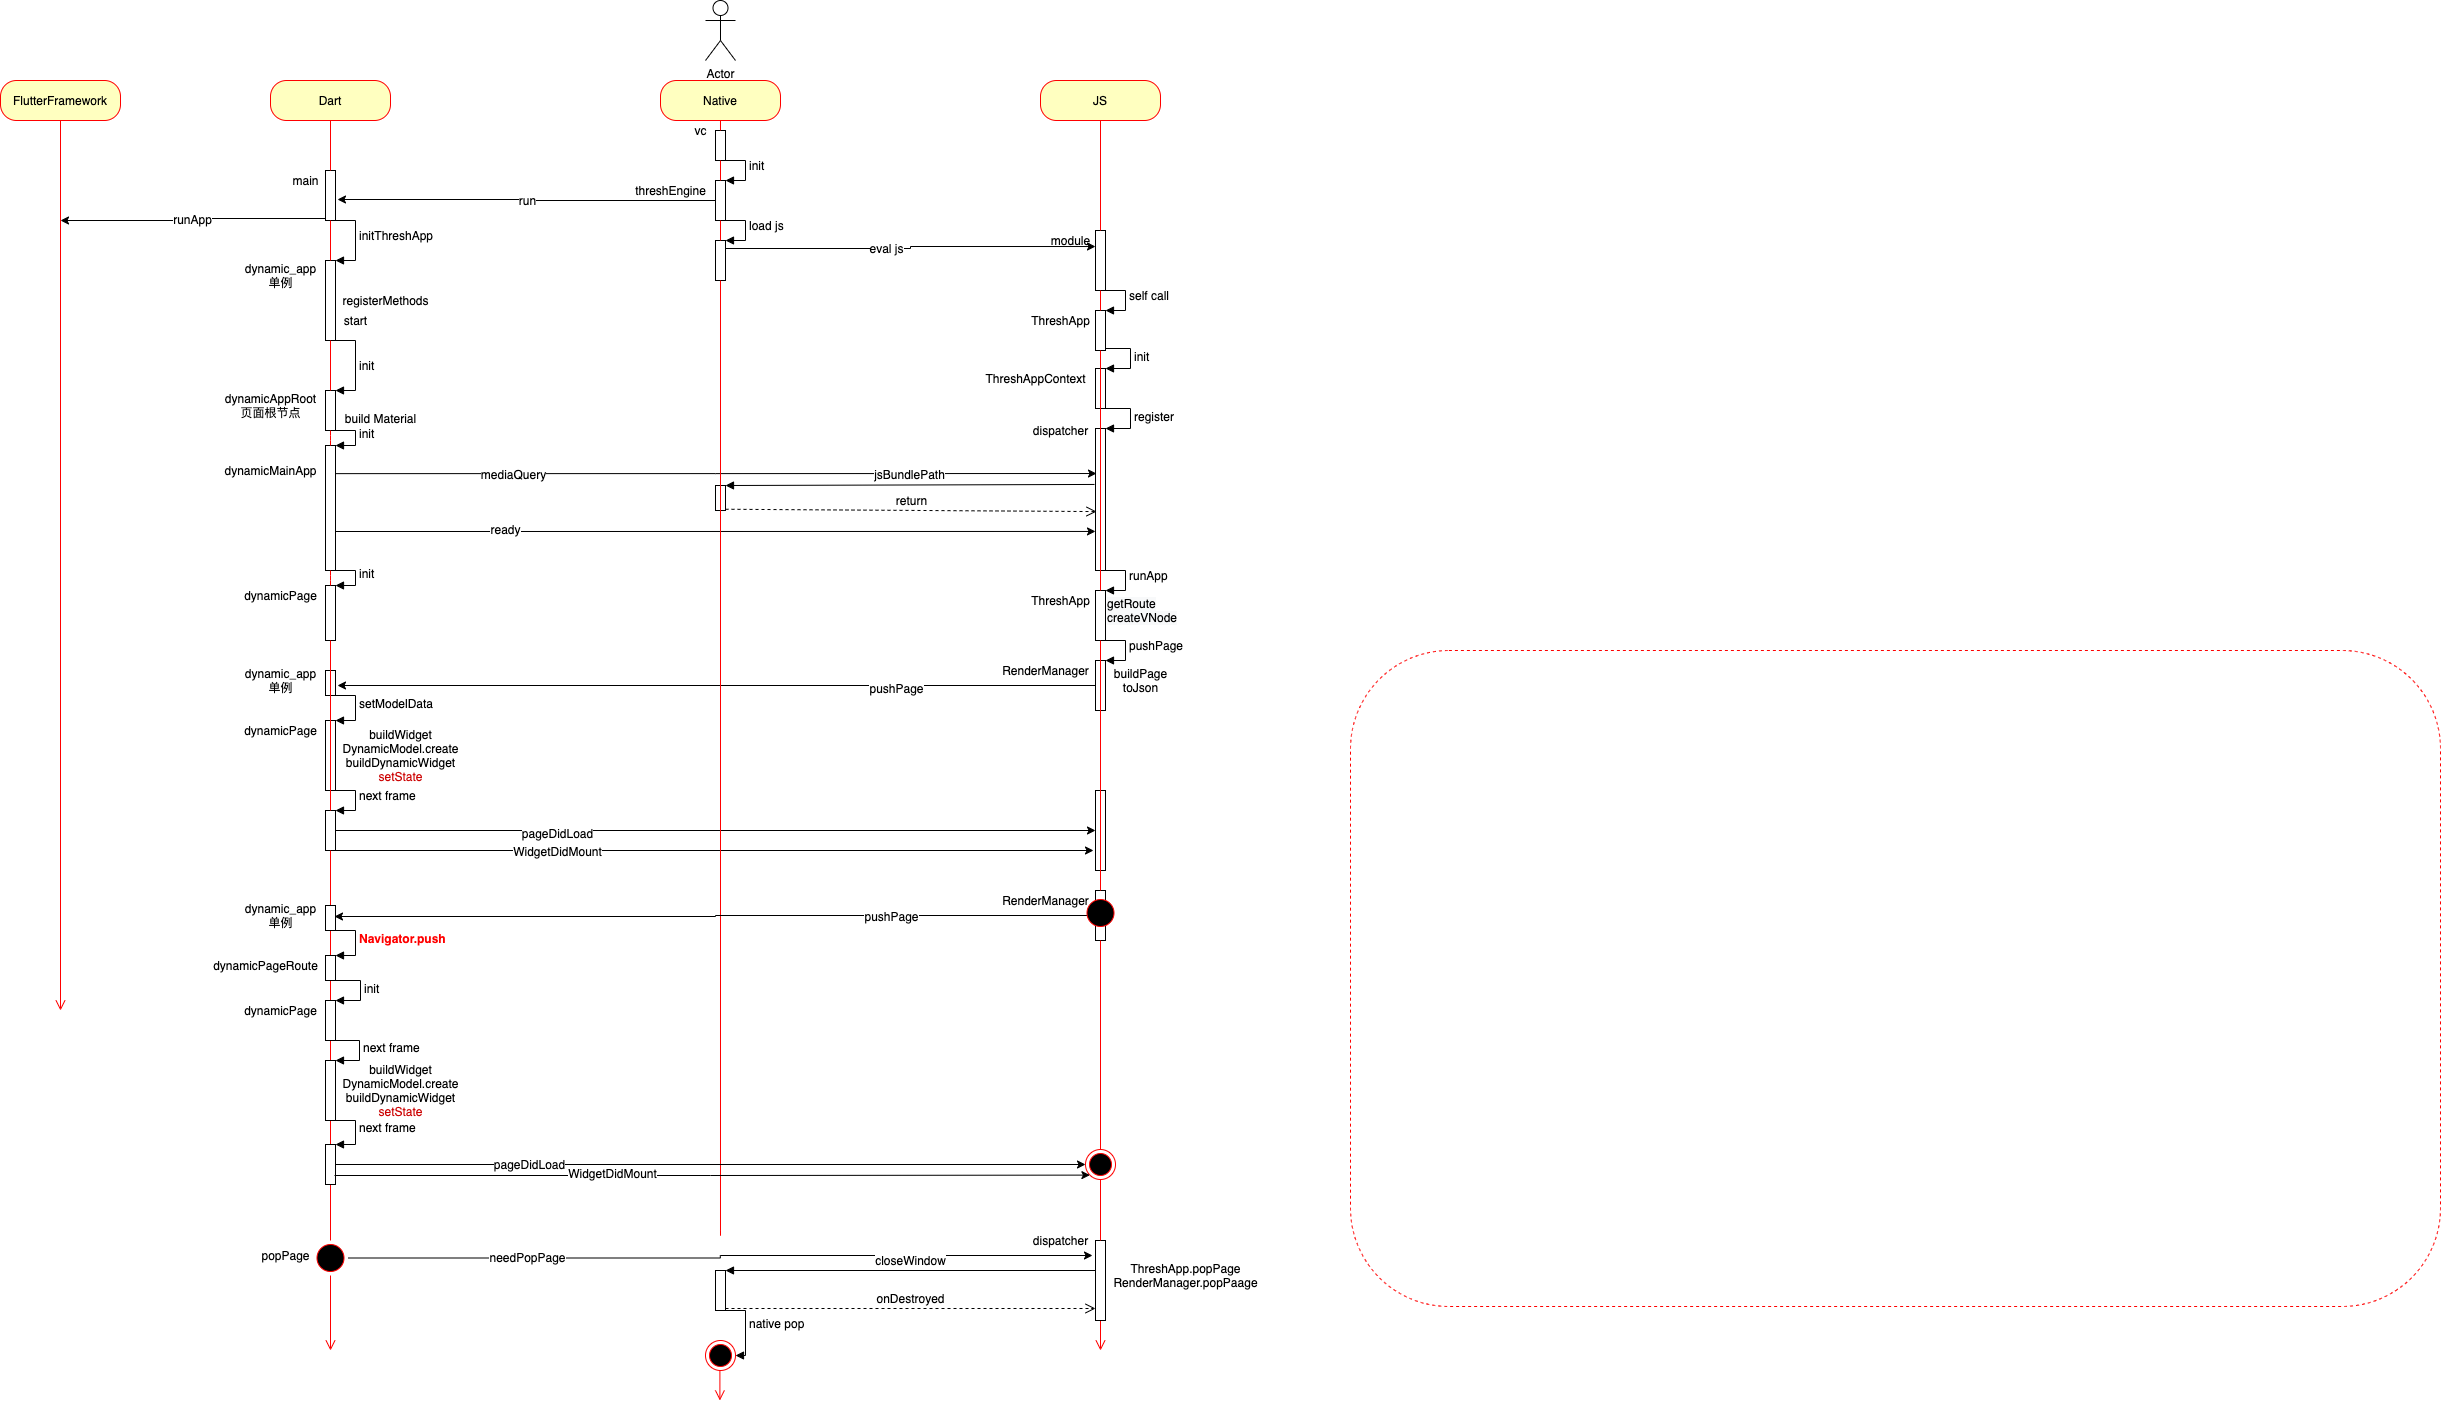 Actor
FlutterFramework
Dart
Native
JS
vc
init
main
threshEngine
run
runApp
load js
initThreshApp
module
eval js
dynamic_app
单例
self call
registerMethods
start
ThreshApp
init
init
ThreshAppContext
dynamicAppRoot
页面根节点
build Material
register
init
dispatcher
dynamicMainApp
mediaQuery
jsBundlePath
return
ready
init
runApp
dynamicPage
ThreshApp
getRoute
createVNode
pushPage
dynamic_app
单例
RenderManager
buildPage
toJson
pushPage
setModelData
dynamicPage
buildWidget
DynamicModel.create
buildDynamicWidget
setState
next frame
pageDidLoad
WidgetDidMount
RenderManager
dynamic_app
单例
pushPage
Navigator.push
dynamicPageRoute
init
dynamicPage
next frame
buildWidget
DynamicModel.create
buildDynamicWidget
setState
next frame
pageDidLoad
WidgetDidMount
dispatcher
popPage
needPopPage
closeWindow
ThreshApp.popPage
RenderManager.popPaage
onDestroyed
native pop